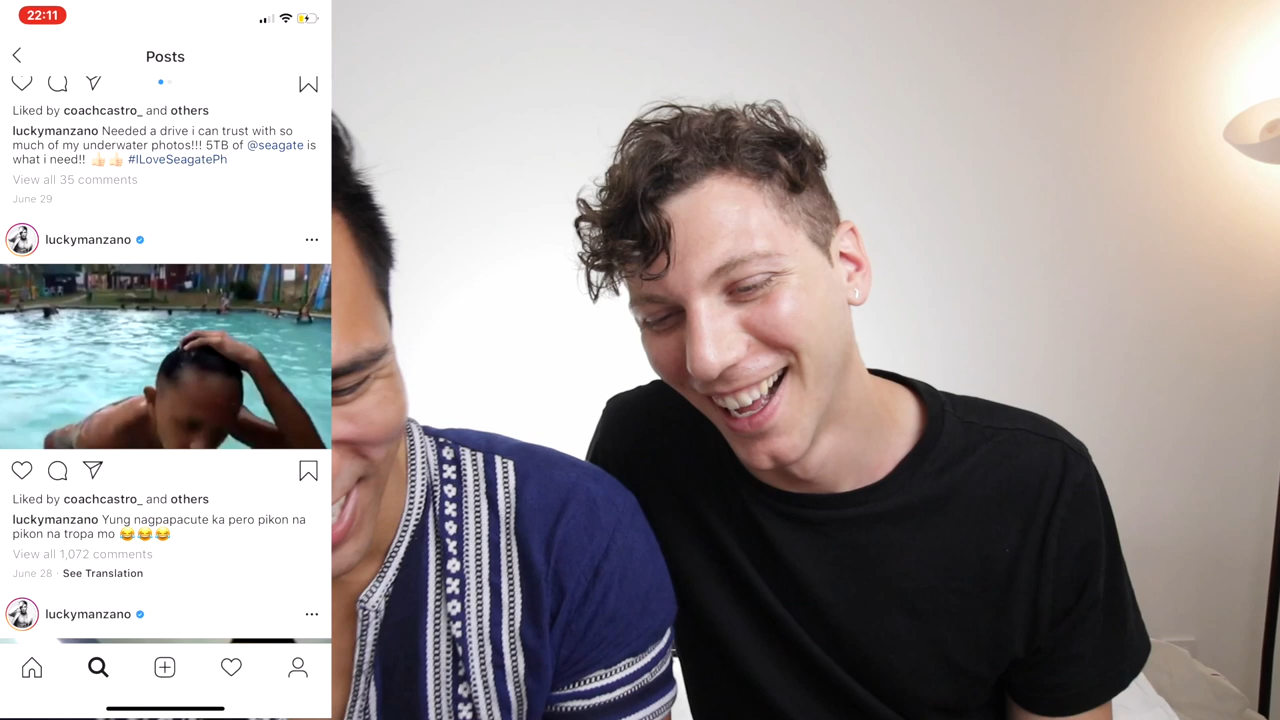 22:11
Posts
Liked by coachcastro_ and others
luckymanzano Needed a drive i can trust with so
much of my underwater photos!!! 5TB of @seagate is
what i need!! 👍🏻👍🏻 #ILoveSeagatePh
View all 35 comments
June 29
luckymanzano
Liked by coachcastro_ and others
luckymanzano Yung nagpapacute ka pero pikon na
pikon na tropa mo 😂😂😂
View all 1,072 comments
June 28 · See Translation
luckymanzano